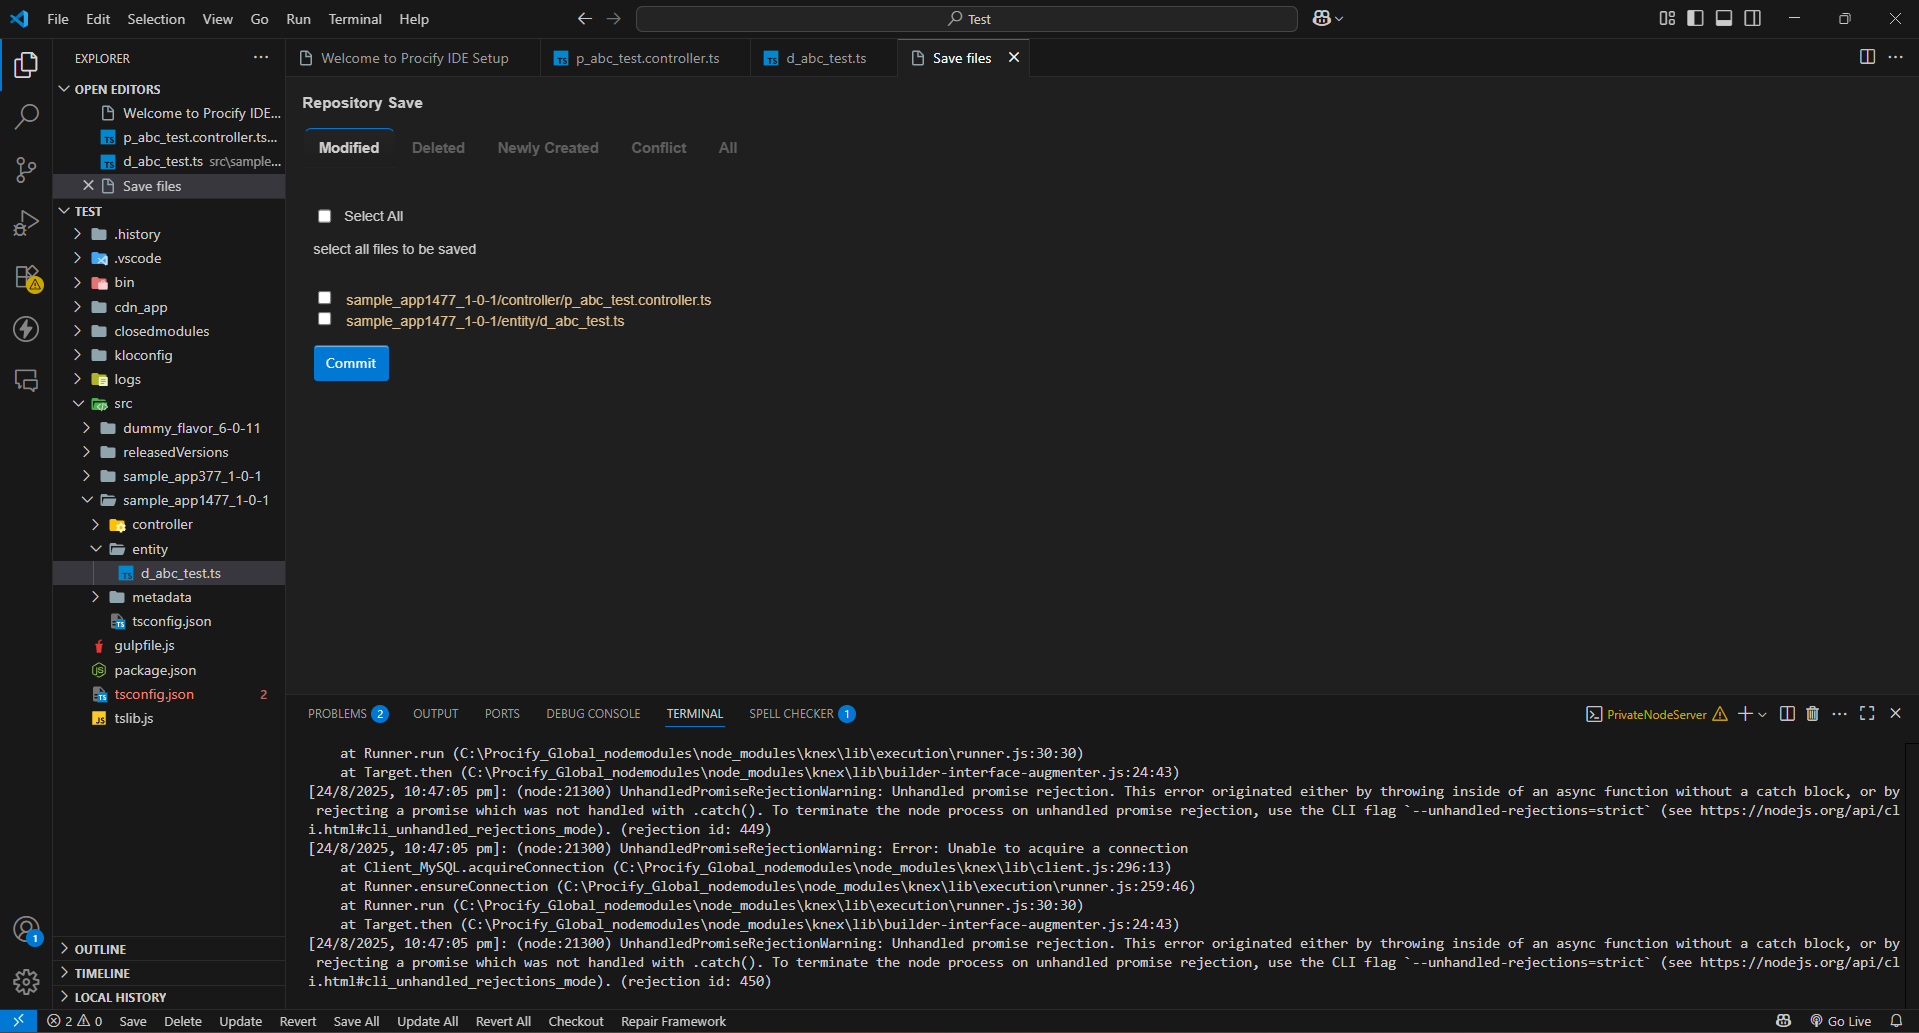 File Edit Selection View Go Run Terminal Help
Test
EXPLORER
Welcome to Procify IDE Setup
p_abc_test.controller.ts
d_abc_test.ts
Save files
OPEN EDITORS
Welcome to Procify IDE...
p_abc_test.controller.ts...
d_abc_test.ts src\sample...
Save files
TEST
.history
.vscode
bin
cdn_app
closedmodules
kloconfig
logs
src
dummy_flavor_6-0-11
releasedVersions
sample_app377_1-0-1
sample_app1477_1-0-1
controller
entity
d_abc_test.ts
metadata
tsconfig.json
gulpfile.js
package.json
tsconfig.json 2
tslib.js
OUTLINE
TIMELINE
LOCAL HISTORY
Repository Save
Modified Deleted Newly Created Conflict All
Select All
select all files to be saved
sample_app1477_1-0-1/controller/p_abc_test.controller.ts
sample_app1477_1-0-1/entity/d_abc_test.ts
Commit
PROBLEMS 2 OUTPUT PORTS DEBUG CONSOLE TERMINAL SPELL CHECKER 1
PrivateNodeServer
at Runner.run (C:\Procify_Global_nodemodules\node_modules\knex\lib\execution\runner.js:30:30)
at Target.then (C:\Procify_Global_nodemodules\node_modules\knex\lib\builder-interface-augmenter.js:24:43)
[24/8/2025, 10:47:05 pm]: (node:21300) UnhandledPromiseRejectionWarning: Unhandled promise rejection. This error originated either by throwing inside of an async function without a catch block, or by
rejecting a promise which was not handled with .catch(). To terminate the node process on unhandled promise rejection, use the CLI flag `--unhandled-rejections=strict` (see https://nodejs.org/api/cl
i.html#cli_unhandled_rejections_mode). (rejection id: 449)
[24/8/2025, 10:47:05 pm]: (node:21300) UnhandledPromiseRejectionWarning: Error: Unable to acquire a connection
at Client_MySQL.acquireConnection (C:\Procify_Global_nodemodules\node_modules\knex\lib\client.js:296:13)
at Runner.ensureConnection (C:\Procify_Global_nodemodules\node_modules\knex\lib\execution\runner.js:259:46)
at Runner.run (C:\Procify_Global_nodemodules\node_modules\knex\lib\execution\runner.js:30:30)
at Target.then (C:\Procify_Global_nodemodules\node_modules\knex\lib\builder-interface-augmenter.js:24:43)
[24/8/2025, 10:47:05 pm]: (node:21300) UnhandledPromiseRejectionWarning: Unhandled promise rejection. This error originated either by throwing inside of an async function without a catch block, or by
rejecting a promise which was not handled with .catch(). To terminate the node process on unhandled promise rejection, use the CLI flag `--unhandled-rejections=strict` (see https://nodejs.org/api/cl
i.html#cli_unhandled_rejections_mode). (rejection id: 450)
1
2 0 Save Delete Update Revert Save All Update All Revert All Checkout Repair Framework
Go Live